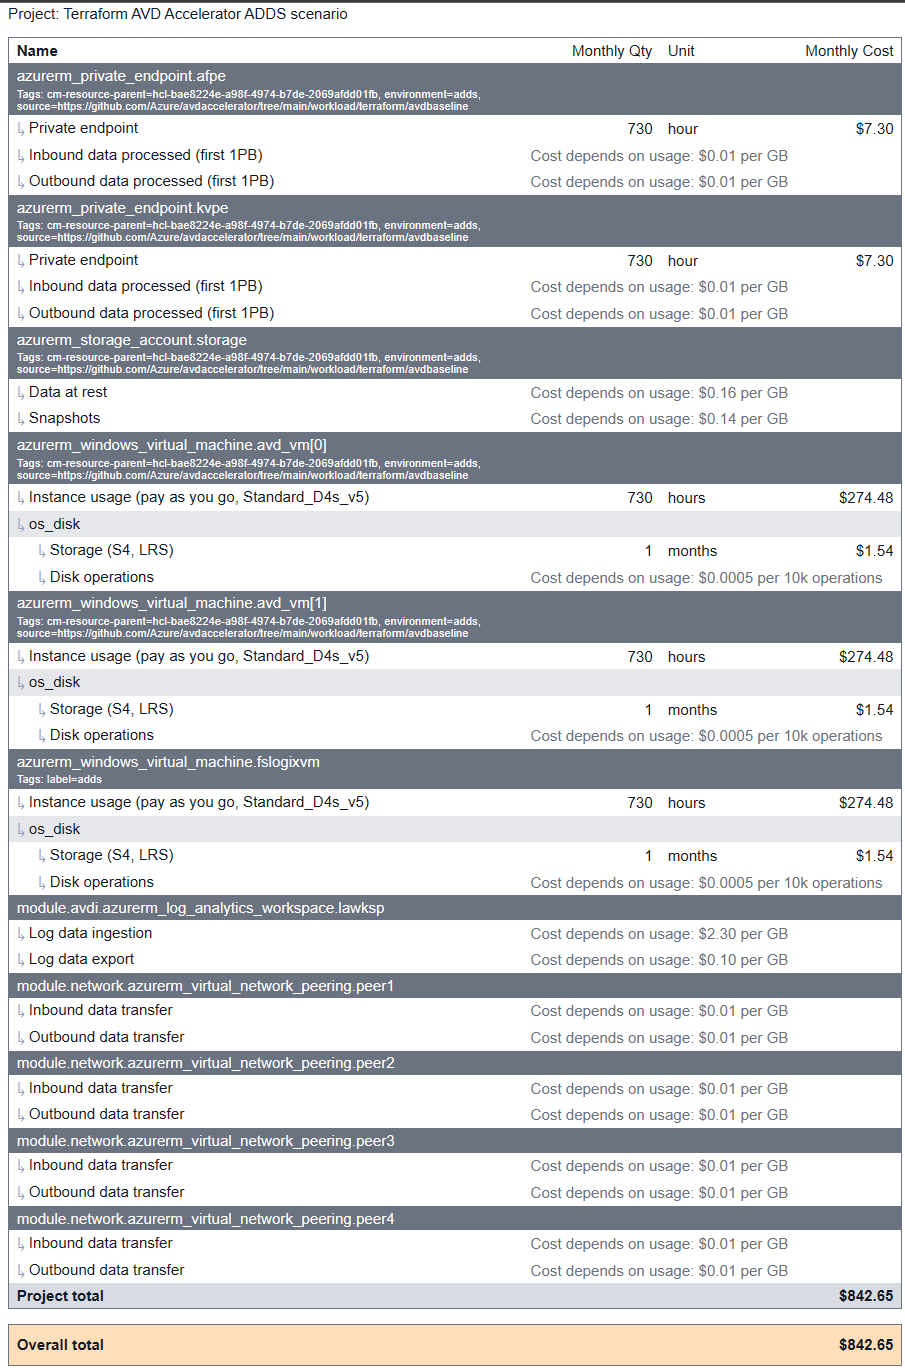 Project: Terraform AVD Accelerator ADDS scenario
Name Monthly Qty Unit Monthly Cost
azurerm_private_endpoint.afpe
Tags: cm-resource-parent=hcl-bae8224e-a98f-4974-b7de-2069afdd01fb, environment=adds,
source=https://github.com/Azure/avdaccelerator/tree/main/workload/terraform/avdbaseline
↳ Private endpoint 730 hour $7.30
↳ Inbound data processed (first 1PB) Cost depends on usage: $0.01 per GB
↳ Outbound data processed (first 1PB) Cost depends on usage: $0.01 per GB
azurerm_private_endpoint.kvpe
Tags: cm-resource-parent=hcl-bae8224e-a98f-4974-b7de-2069afdd01fb, environment=adds,
source=https://github.com/Azure/avdaccelerator/tree/main/workload/terraform/avdbaseline
↳ Private endpoint 730 hour $7.30
↳ Inbound data processed (first 1PB) Cost depends on usage: $0.01 per GB
↳ Outbound data processed (first 1PB) Cost depends on usage: $0.01 per GB
azurerm_storage_account.storage
Tags: cm-resource-parent=hcl-bae8224e-a98f-4974-b7de-2069afdd01fb, environment=adds,
source=https://github.com/Azure/avdaccelerator/tree/main/workload/terraform/avdbaseline
↳ Data at rest Cost depends on usage: $0.16 per GB
↳ Snapshots Cost depends on usage: $0.14 per GB
azurerm_windows_virtual_machine.avd_vm[0]
Tags: cm-resource-parent=hcl-bae8224e-a98f-4974-b7de-2069afdd01fb, environment=adds,
source=https://github.com/Azure/avdaccelerator/tree/main/workload/terraform/avdbaseline
↳ Instance usage (pay as you go, Standard_D4s_v5) 730 hours $274.48
↳ os_disk
↳ Storage (S4, LRS) 1 months $1.54
↳ Disk operations Cost depends on usage: $0.0005 per 10k operations
azurerm_windows_virtual_machine.avd_vm[1]
Tags: cm-resource-parent=hcl-bae8224e-a98f-4974-b7de-2069afdd01fb, environment=adds,
source=https://github.com/Azure/avdaccelerator/tree/main/workload/terraform/avdbaseline
↳ Instance usage (pay as you go, Standard_D4s_v5) 730 hours $274.48
↳ os_disk
↳ Storage (S4, LRS) 1 months $1.54
↳ Disk operations Cost depends on usage: $0.0005 per 10k operations
azurerm_windows_virtual_machine.fslogixvm
Tags: label=adds
↳ Instance usage (pay as you go, Standard_D4s_v5) 730 hours $274.48
↳ os_disk
↳ Storage (S4, LRS) 1 months $1.54
↳ Disk operations Cost depends on usage: $0.0005 per 10k operations
module.avdi.azurerm_log_analytics_workspace.lawksp
↳ Log data ingestion Cost depends on usage: $2.30 per GB
↳ Log data export Cost depends on usage: $0.10 per GB
module.network.azurerm_virtual_network_peering.peer1
↳ Inbound data transfer Cost depends on usage: $0.01 per GB
↳ Outbound data transfer Cost depends on usage: $0.01 per GB
module.network.azurerm_virtual_network_peering.peer2
↳ Inbound data transfer Cost depends on usage: $0.01 per GB
↳ Outbound data transfer Cost depends on usage: $0.01 per GB
module.network.azurerm_virtual_network_peering.peer3
↳ Inbound data transfer Cost depends on usage: $0.01 per GB
↳ Outbound data transfer Cost depends on usage: $0.01 per GB
module.network.azurerm_virtual_network_peering.peer4
↳ Inbound data transfer Cost depends on usage: $0.01 per GB
↳ Outbound data transfer Cost depends on usage: $0.01 per GB
Project total $842.65
Overall total $842.65